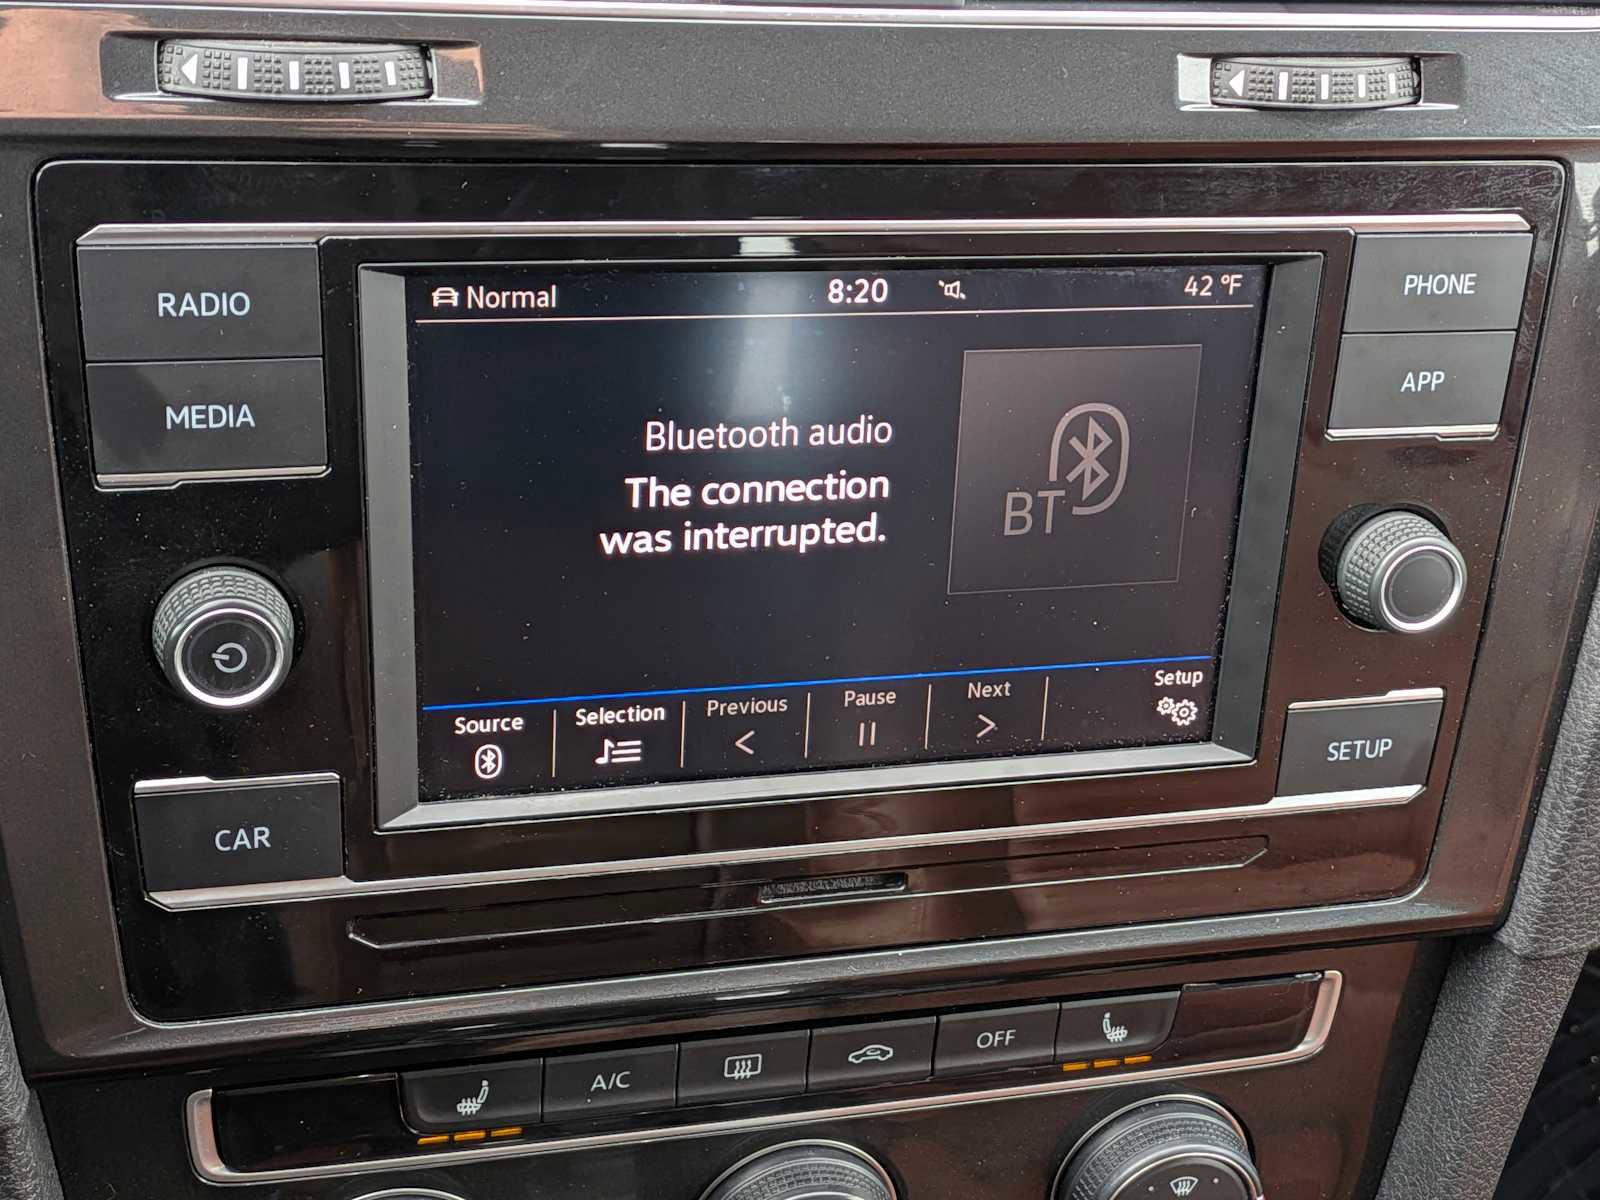 RADIO
MEDIA
CAR
Normal
8:20
42 °F
Bluetooth audio
The connection
was interrupted.
BT
Source
Selection
Previous
Pause
Next
Setup
PHONE
APP
SETUP
A/C
OFF